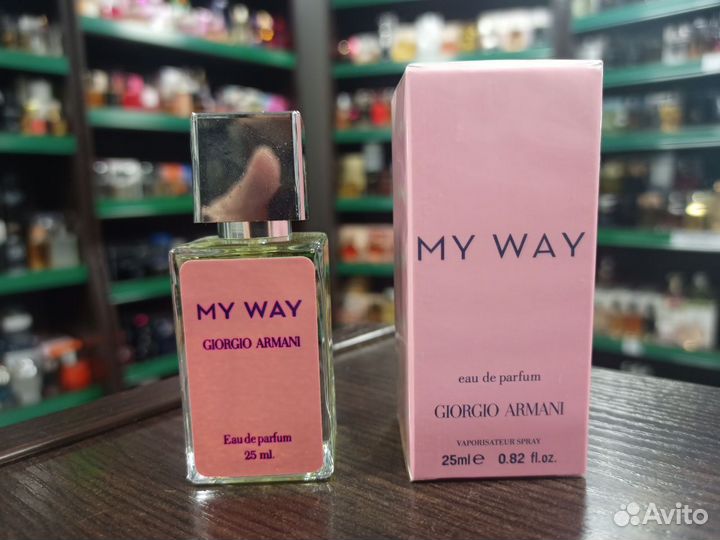 MY WAY
GIORGIO ARMANI
Eau de parfum
25 ml.
MY WAY
eau de parfum
GIORGIO ARMANI
VAPORISATEUR SPRAY
25ml e 0.82 fl.oz.
Avito